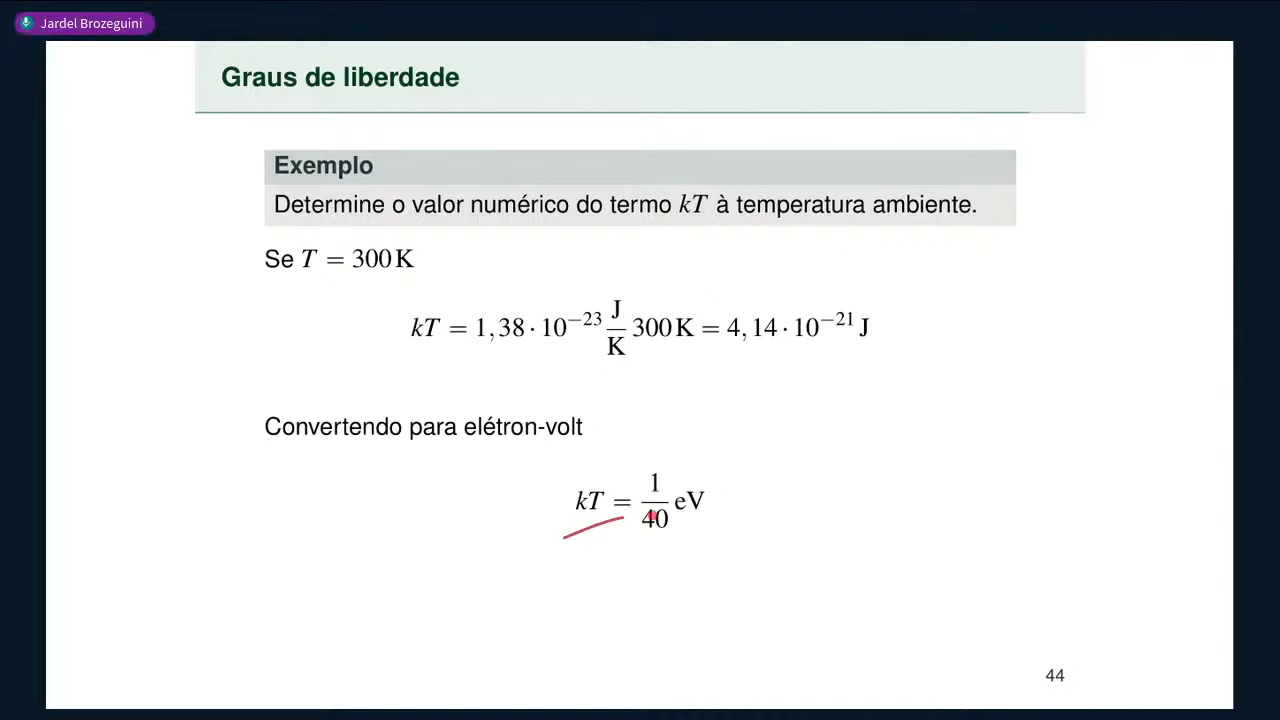 Jardel Brozeguini
Graus de liberdade
Exemplo
Determine o valor numérico do termo kT à temperatura ambiente.
Se T = 300 K
kT = 1,38 · 10⁻²³ J/K 300 K = 4,14 · 10⁻²¹ J
Convertendo para elétron-volt
kT = 1/40 eV
44